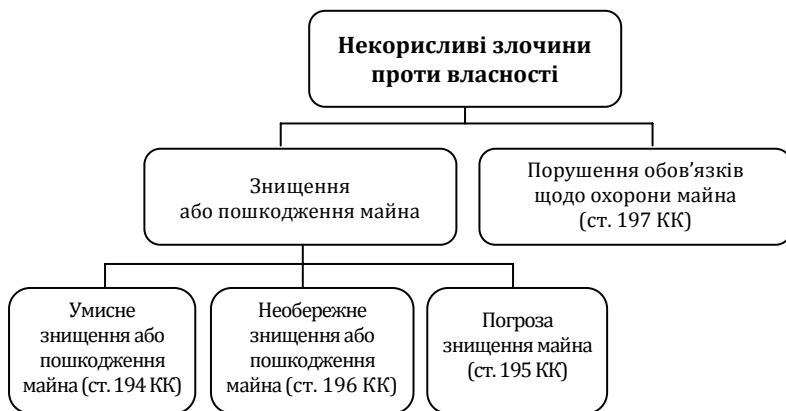 Некорисливі злочини
проти власності
Знищення
або пошкодження майна
Порушення обов’язків
щодо охорони майна
(ст. 197 КК)
Умисне
знищення або
пошкодження
майна (ст. 194 КК)
Необережне
знищення або
пошкодження
майна (ст. 196 КК)
Погроза
знищення майна
(ст. 195 КК)